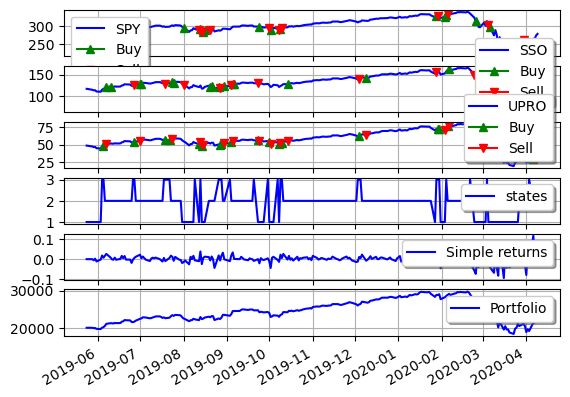 300
250
SPY
Buy
150
100
SSO
Buy
Sell
75
50
25
UPRO
Buy
Sell
3
2
1
states
0.1
0.0
−0.1
Simple returns
30000
20000
Portfolio
2019-06
2019-07
2019-08
2019-09
2019-10
2019-11
2019-12
2020-01
2020-02
2020-03
2020-04